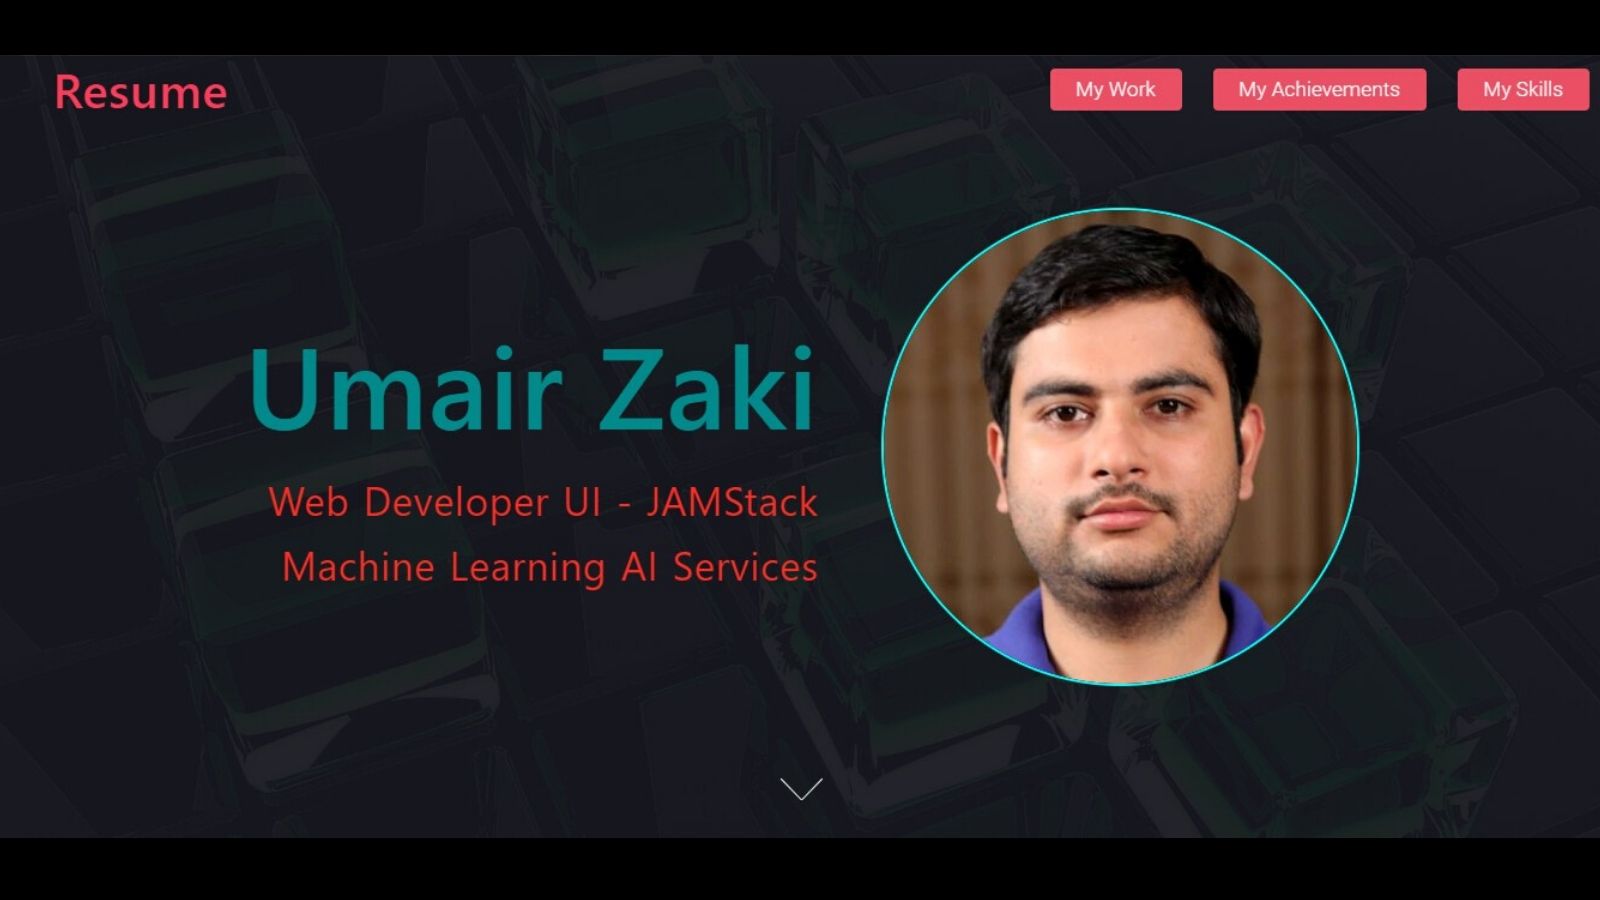 Resume
My Work
My Achievements
My Skills
Umair Zaki
Web Developer UI - JAMStack
Machine Learning AI Services